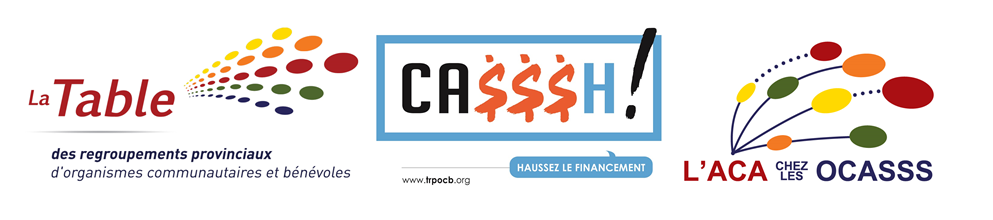 La Table
des regroupements provinciaux
d'organismes communautaires et bénévoles
CA$$$H!
HAUSSEZ LE FINANCEMENT
www.trpocb.org
L'ACA CHEZ LES OCASSS